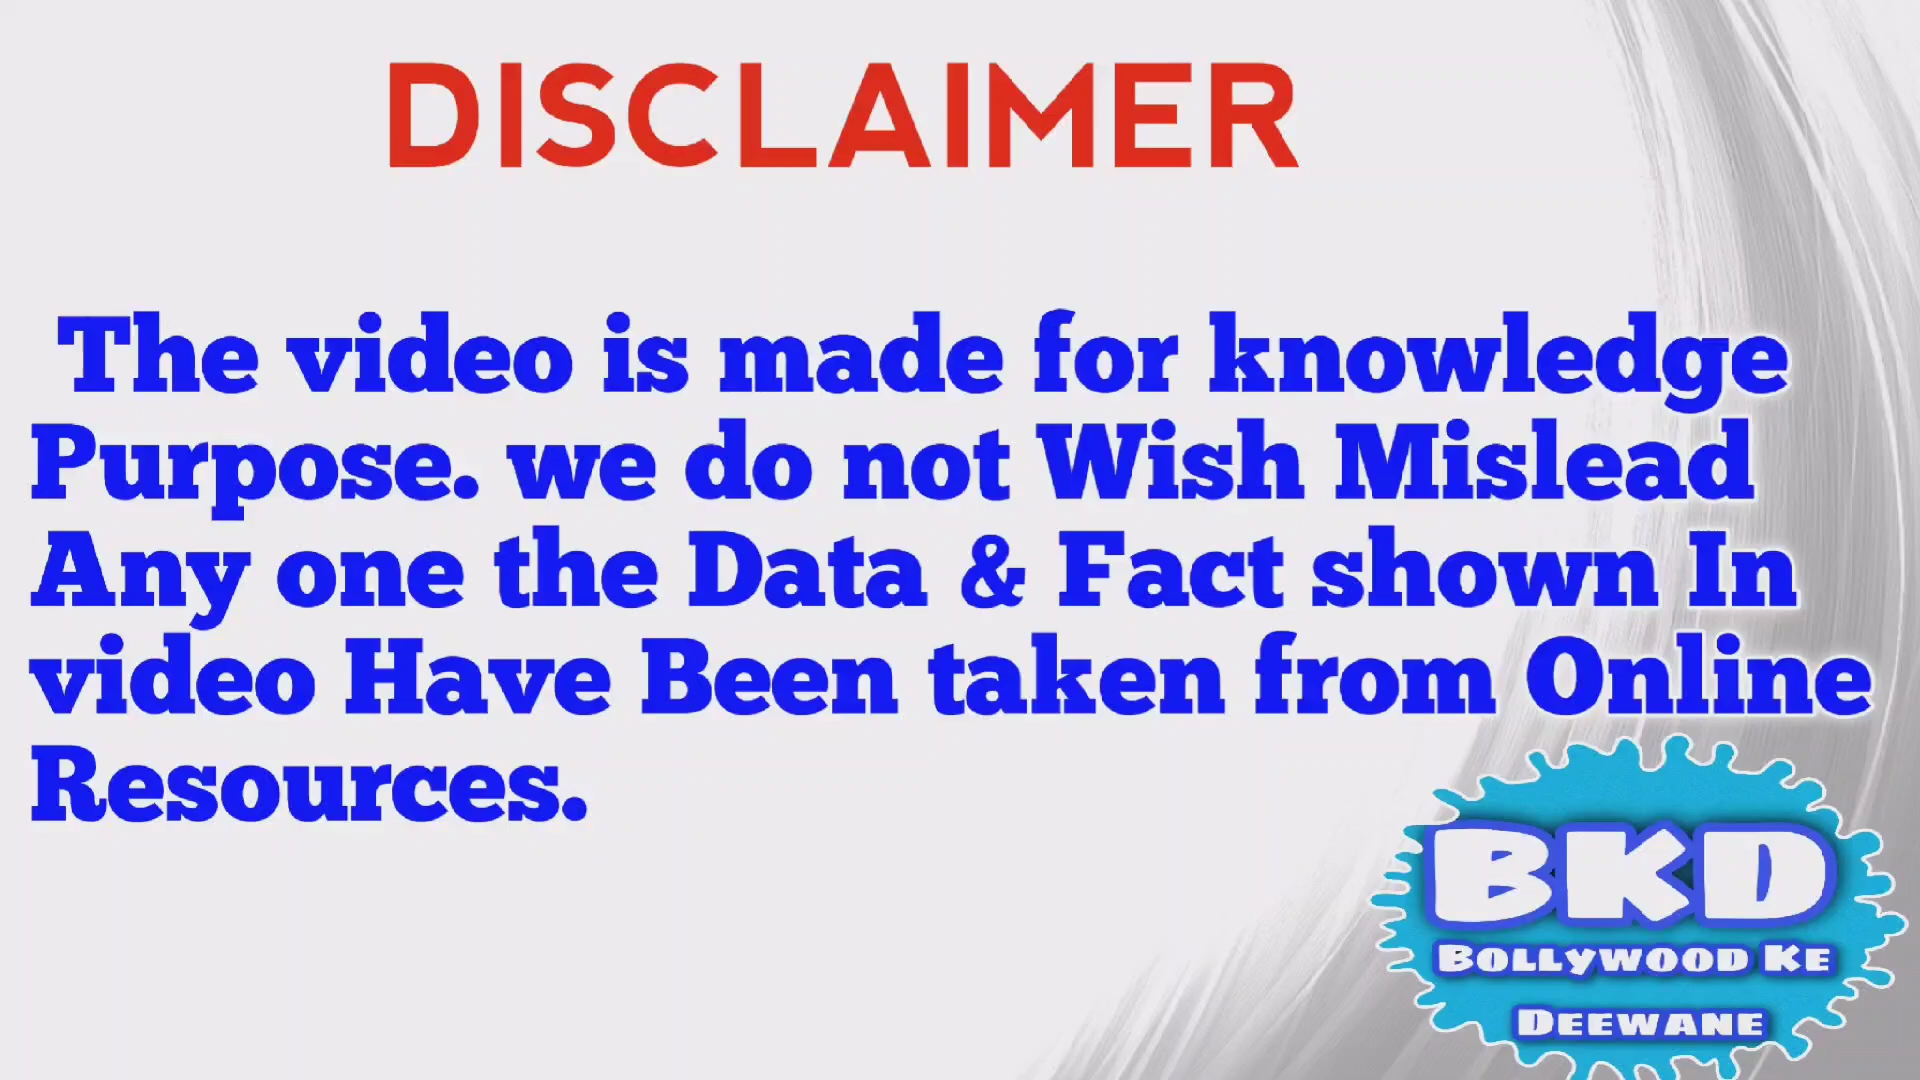 DISCLAIMER
The video is made for knowledge
Purpose. we do not Wish Mislead
Any one the Data & Fact shown In
video Have Been taken from Online
Resources.
BKD
BOLLYWOOD KE
DEEWANE